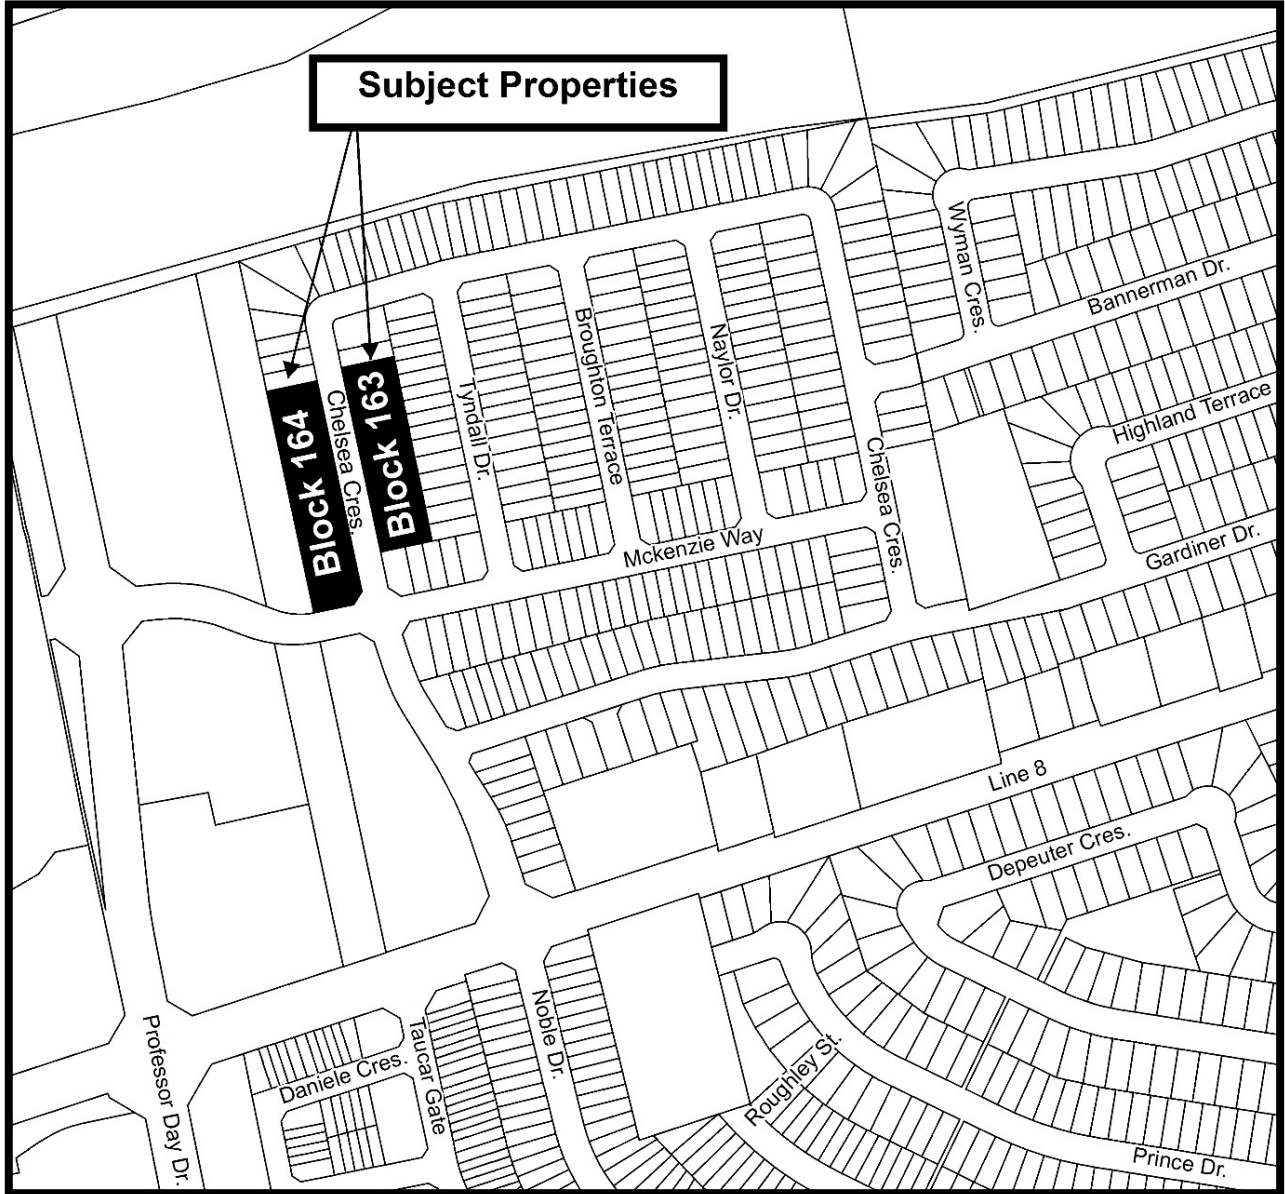 Subject Properties
Wyman Cres.
Bannerman Dr.
Block 164
Chelsea Cres.
Block 163
Tyndall Dr.
Broughton Terrace
Naylor Dr.
Highland Terrace
Chelsea Cres.
Mckenzie Way
Gardiner Dr.
Line 8
Depeuter Cres.
Professor Day Dr.
Daniele Cres.
Taucar Gate
Noble Dr.
Roughley St.
Prince Dr.